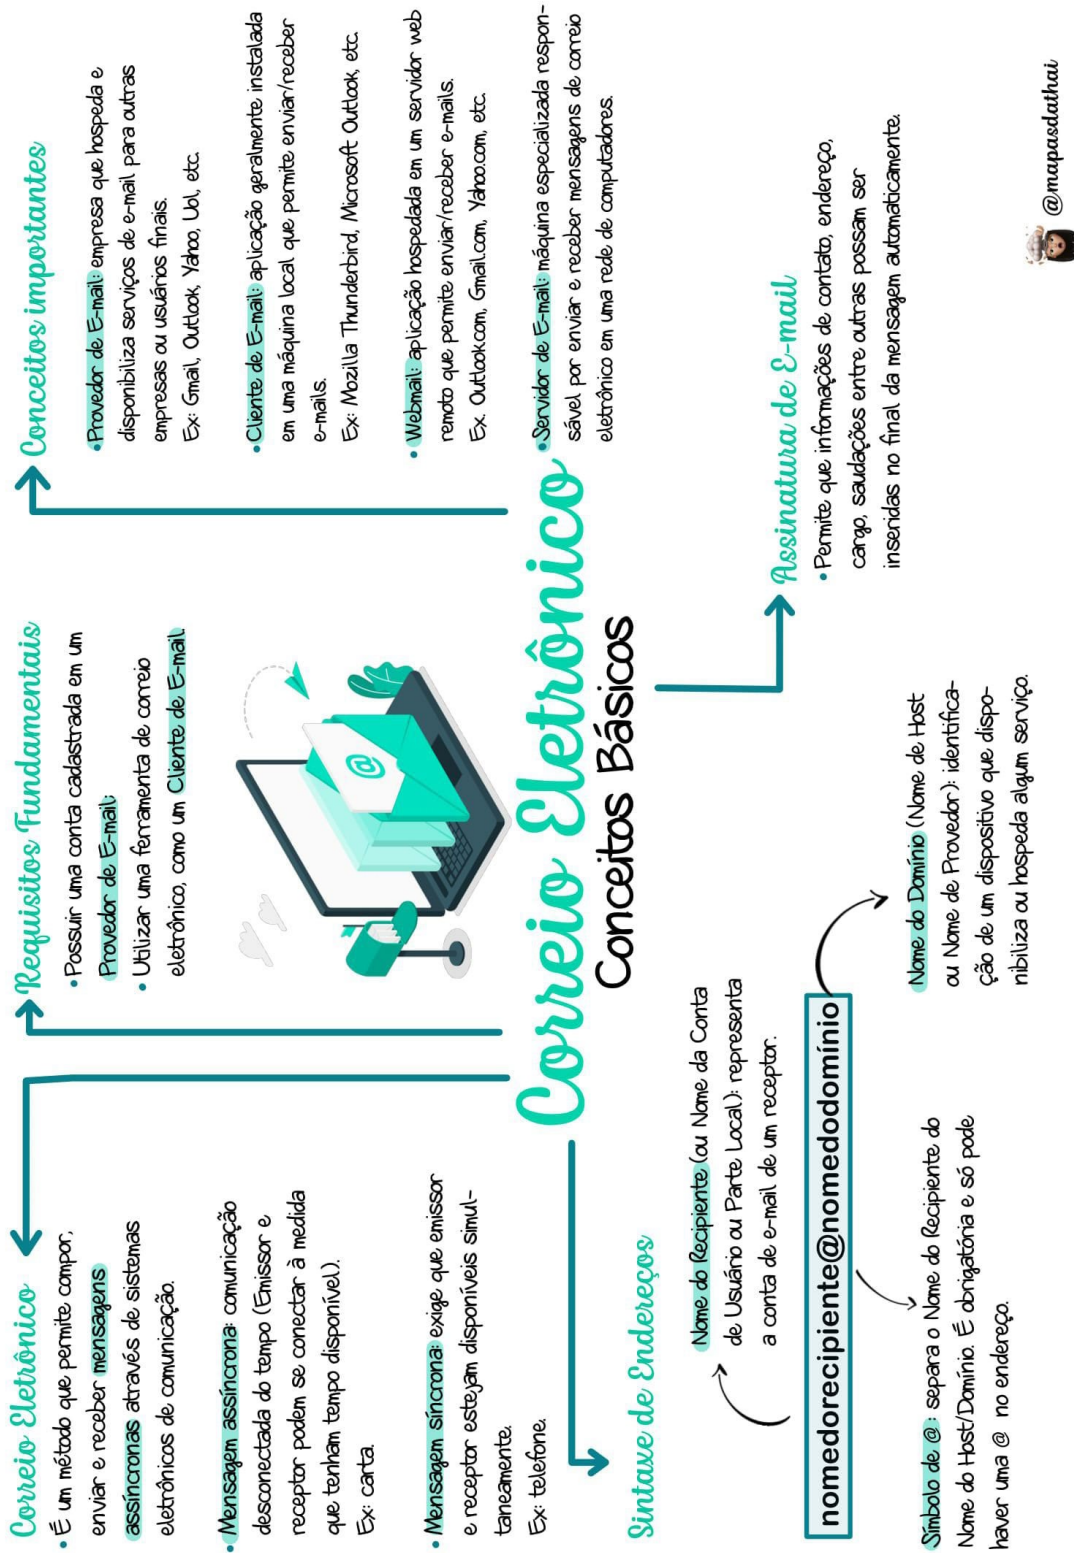 Correio Eletrônico
• É um método que permite compor,
enviar e receber mensagens
assíncronas através de sistemas
eletrônicos de comunicação.
• Mensagem assíncrona: comunicação
desconectada do tempo (Emissor e
receptor podem se conectar à medida
que tenham tempo disponível).
Ex: carta.
• Mensagem síncrona: exige que emissor
e receptor estejam disponíveis simul-
taneamente.
Ex: telefone.
Requisitos Fundamentais
• Possuir uma conta cadastrada em um
Provedor de E-mail;
• Utilizar uma ferramenta de correio
eletrônico, como um Cliente de E-mail.
Conceitos importantes
• Provedor de E-mail: empresa que hospeda e
disponibiliza serviços de e-mail para outras
empresas ou usuários finais.
Ex: Gmail, Outlook, Yahoo, Uol, etc.
• Cliente de E-mail: aplicação geralmente instalada
em uma máquina local que permite enviar/receber
e-mails.
Ex: Mozilla Thunderbird, Microsoft Outlook, etc.
• Webmail: aplicação hospedada em um servidor web
remoto que permite enviar/receber e-mails.
Ex. Outlook.com, Gmail.com, Yahoo.com, etc.
• Servidor de E-mail: máquina especializada respon-
sável por enviar e receber mensagens de correio
eletrônico em uma rede de computadores.
@
Correio Eletrônico
Conceitos Básicos
Sintaxe de Endereços
Nome do Recipiente (ou Nome da Conta
de Usuário ou Parte Local): representa
a conta de e-mail de um receptor.
nomedorecipiente@nomedodomínio
Símbolo de @: separa o Nome do Recipiente do
Nome do Host/Domínio. É obrigatória e só pode
haver uma @ no endereço.
Nome do Domínio (Nome de Host
ou Nome de Provedor): identifica-
ção de um dispositivo que dispo-
nibiliza ou hospeda algum serviço.
Assinatura de E-mail
• Permite que informações de contato, endereço,
cargo, saudações entre outras possam ser
inseridas no final da mensagem automaticamente.
@mapasdathai